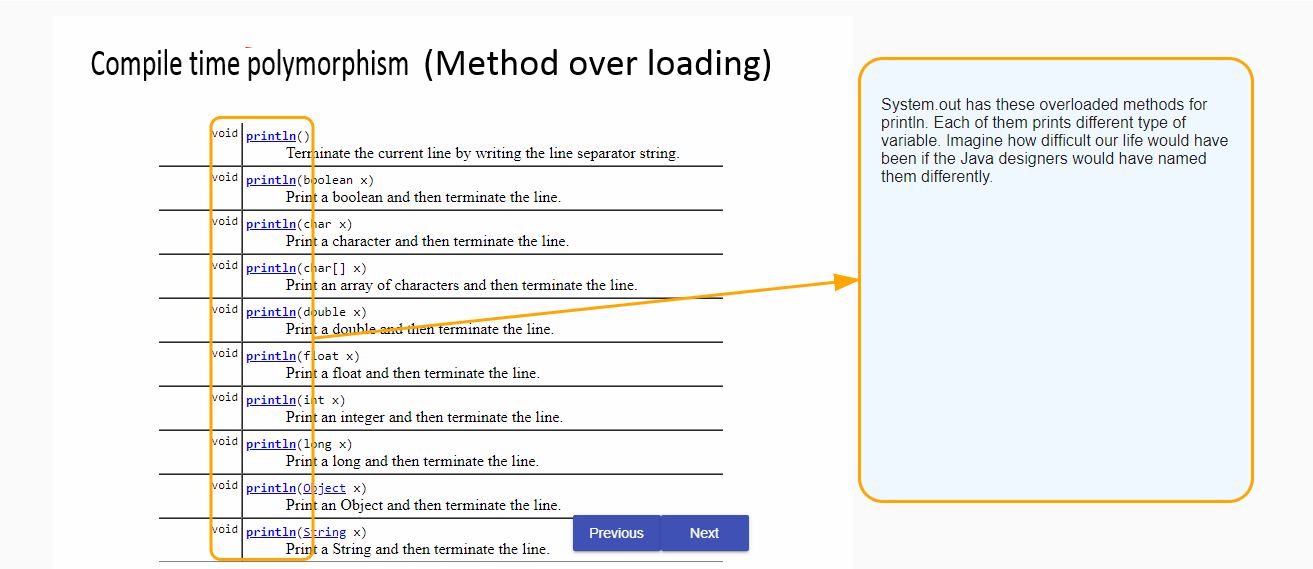 Compile time polymorphism (Method over loading)
void println()
Terminate the current line by writing the line separator string.
void println(boolean x)
Print a boolean and then terminate the line.
void println(char x)
Print a character and then terminate the line.
void println(char[] x)
Print an array of characters and then terminate the line.
void println(double x)
Print a double and then terminate the line.
void println(float x)
Print a float and then terminate the line.
void println(int x)
Print an integer and then terminate the line.
void println(long x)
Print a long and then terminate the line.
void println(Object x)
Print an Object and then terminate the line.
void println(String x)
Print a String and then terminate the line.
Previous Next
System.out has these overloaded methods for
println. Each of them prints different type of
variable. Imagine how difficult our life would have
been if the Java designers would have named
them differently.